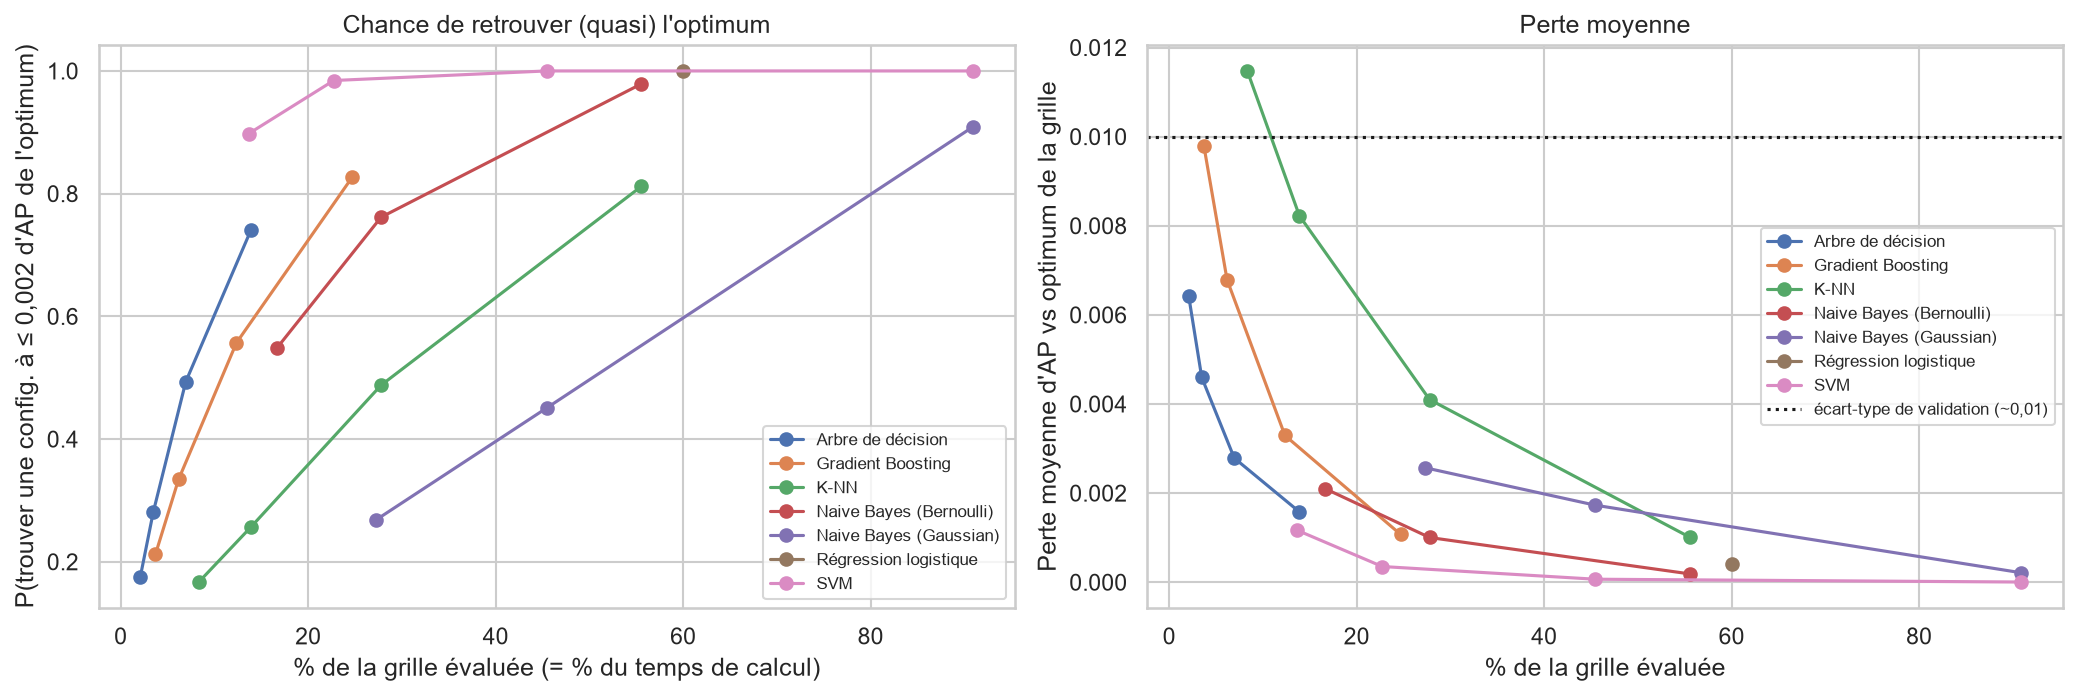 Chance de retrouver (quasi) l'optimum
P(trouver une config. à ≤ 0,002 d'AP de l'optimum)
1.0
0.8
0.6
0.4
0.2
0
20
40
60
80
% de la grille évaluée (= % du temps de calcul)
Arbre de décision
Gradient Boosting
K-NN
Naive Bayes (Bernoulli)
Naive Bayes (Gaussian)
Régression logistique
SVM
Perte moyenne
Perte moyenne d'AP vs optimum de la grille
0.012
0.010
0.008
0.006
0.004
0.002
0.000
0
20
40
60
80
% de la grille évaluée
Arbre de décision
Gradient Boosting
K-NN
Naive Bayes (Bernoulli)
Naive Bayes (Gaussian)
Régression logistique
SVM
écart-type de validation (~0,01)